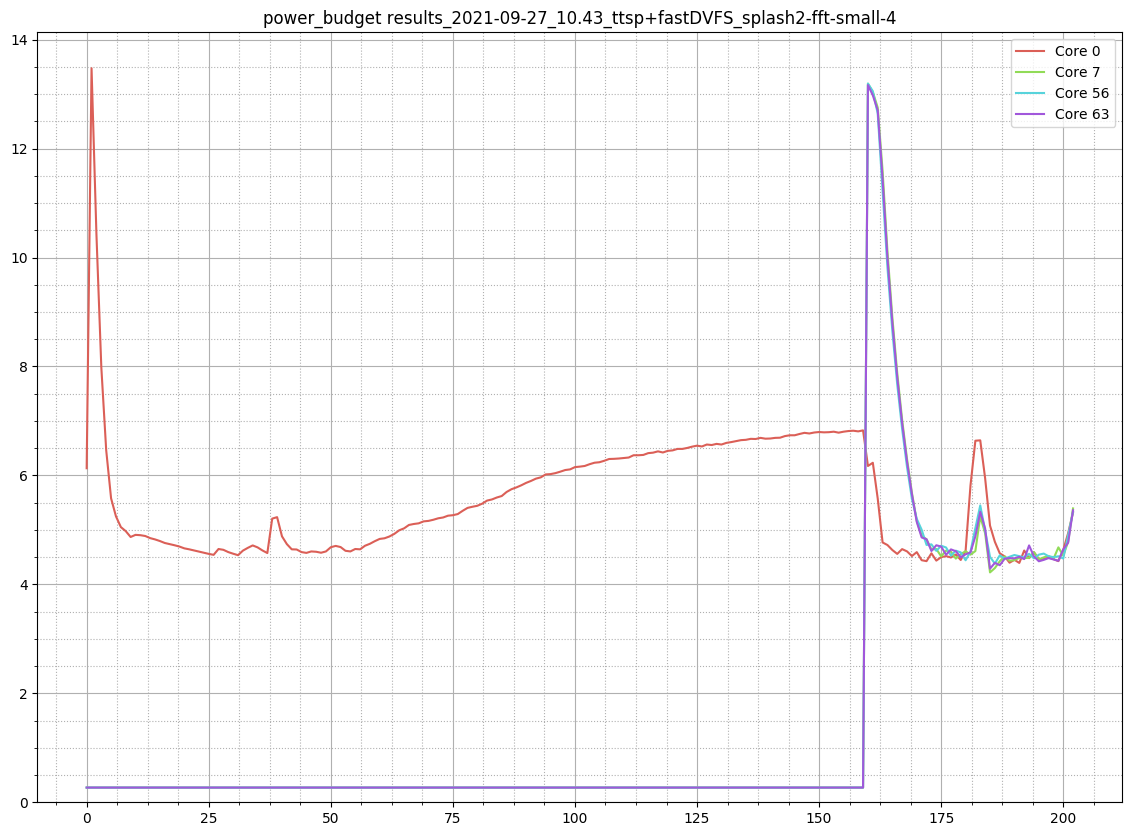 power_budget results_2021-09-27_10.43_ttsp+fastDVFS_splash2-fft-small-4
Core 0
Core 7
Core 56
Core 63
14
12
10
8
6
4
2
0
0 25 50 75 100 125 150 175 200